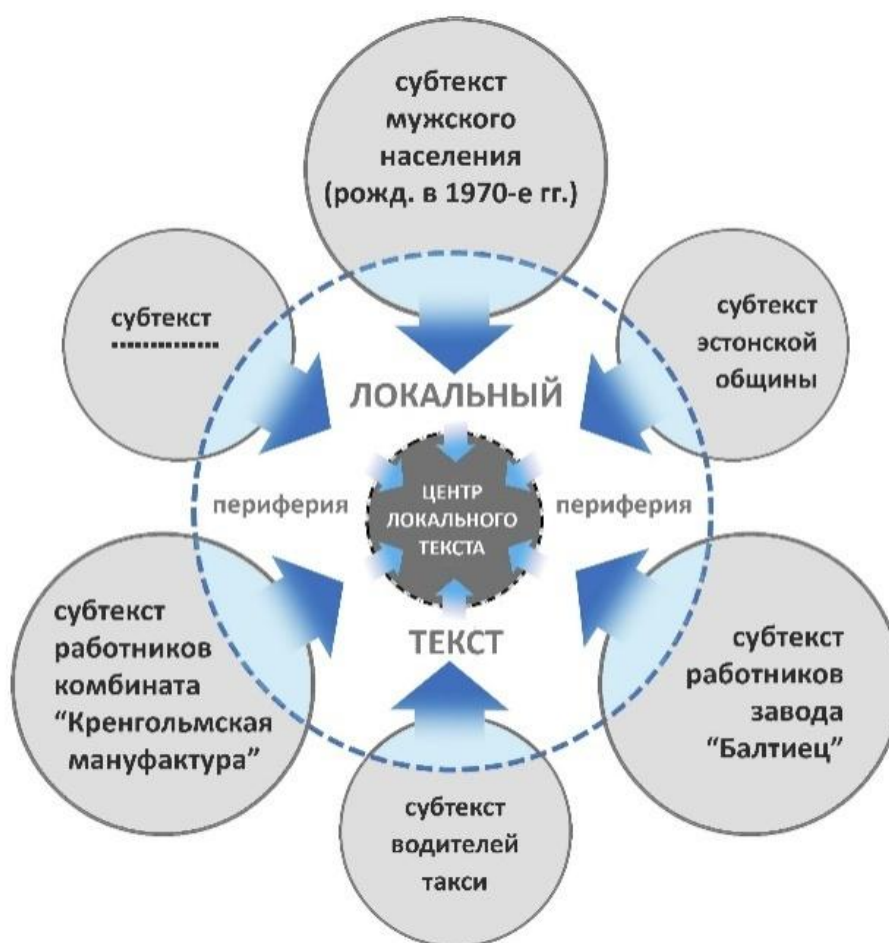 субтекст
мужского
населения
(рожд. в 1970-е гг.)
субтекст
субтекст
эстонской
общины
ЛОКАЛЬНЫЙ
периферия
ЦЕНТР
ЛОКАЛЬНОГО
ТЕКСТА
периферия
ТЕКСТ
субтекст
работников
комбината
“Кренгольмская
мануфактура”
субтекст
работников
завода
“Балтиец”
субтекст
водителей
такси